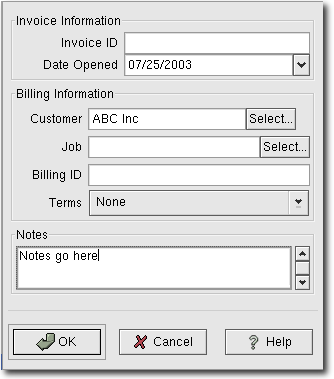 Invoice Information
Invoice ID
Date Opened 07/25/2003
Billing Information
Customer ABC Inc Select...
Job Select...
Billing ID
Terms None
Notes
Notes go here
OK Cancel Help